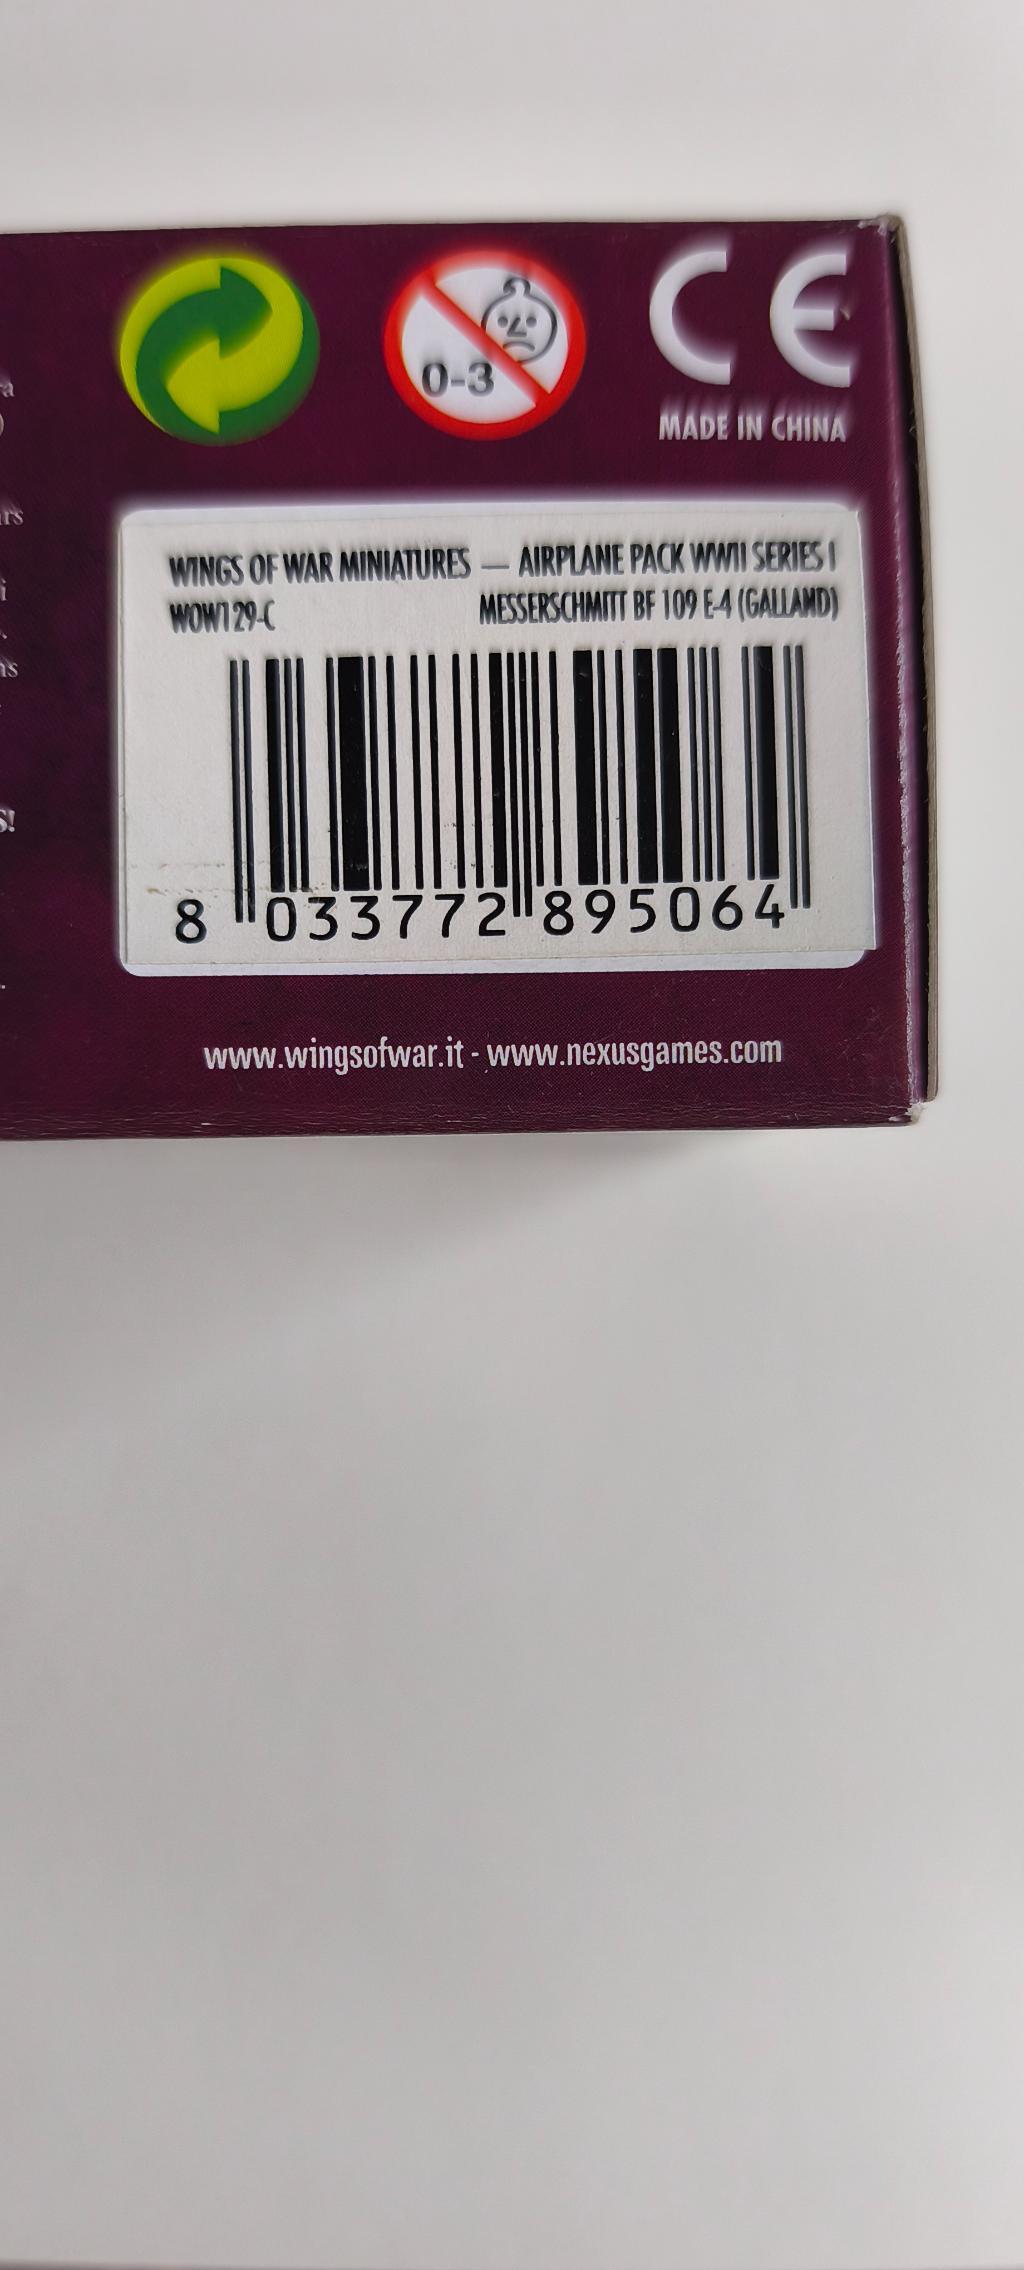 0-3
CE
MADE IN CHINA
WINGS OF WAR MINIATURES — AIRPLANE PACK WWII SERIES I
WOW129-C MESSERSCHMITT BF 109 E-4 (GALLAND)
8 033772 895064
www.wingsofwar.it - www.nexusgames.com